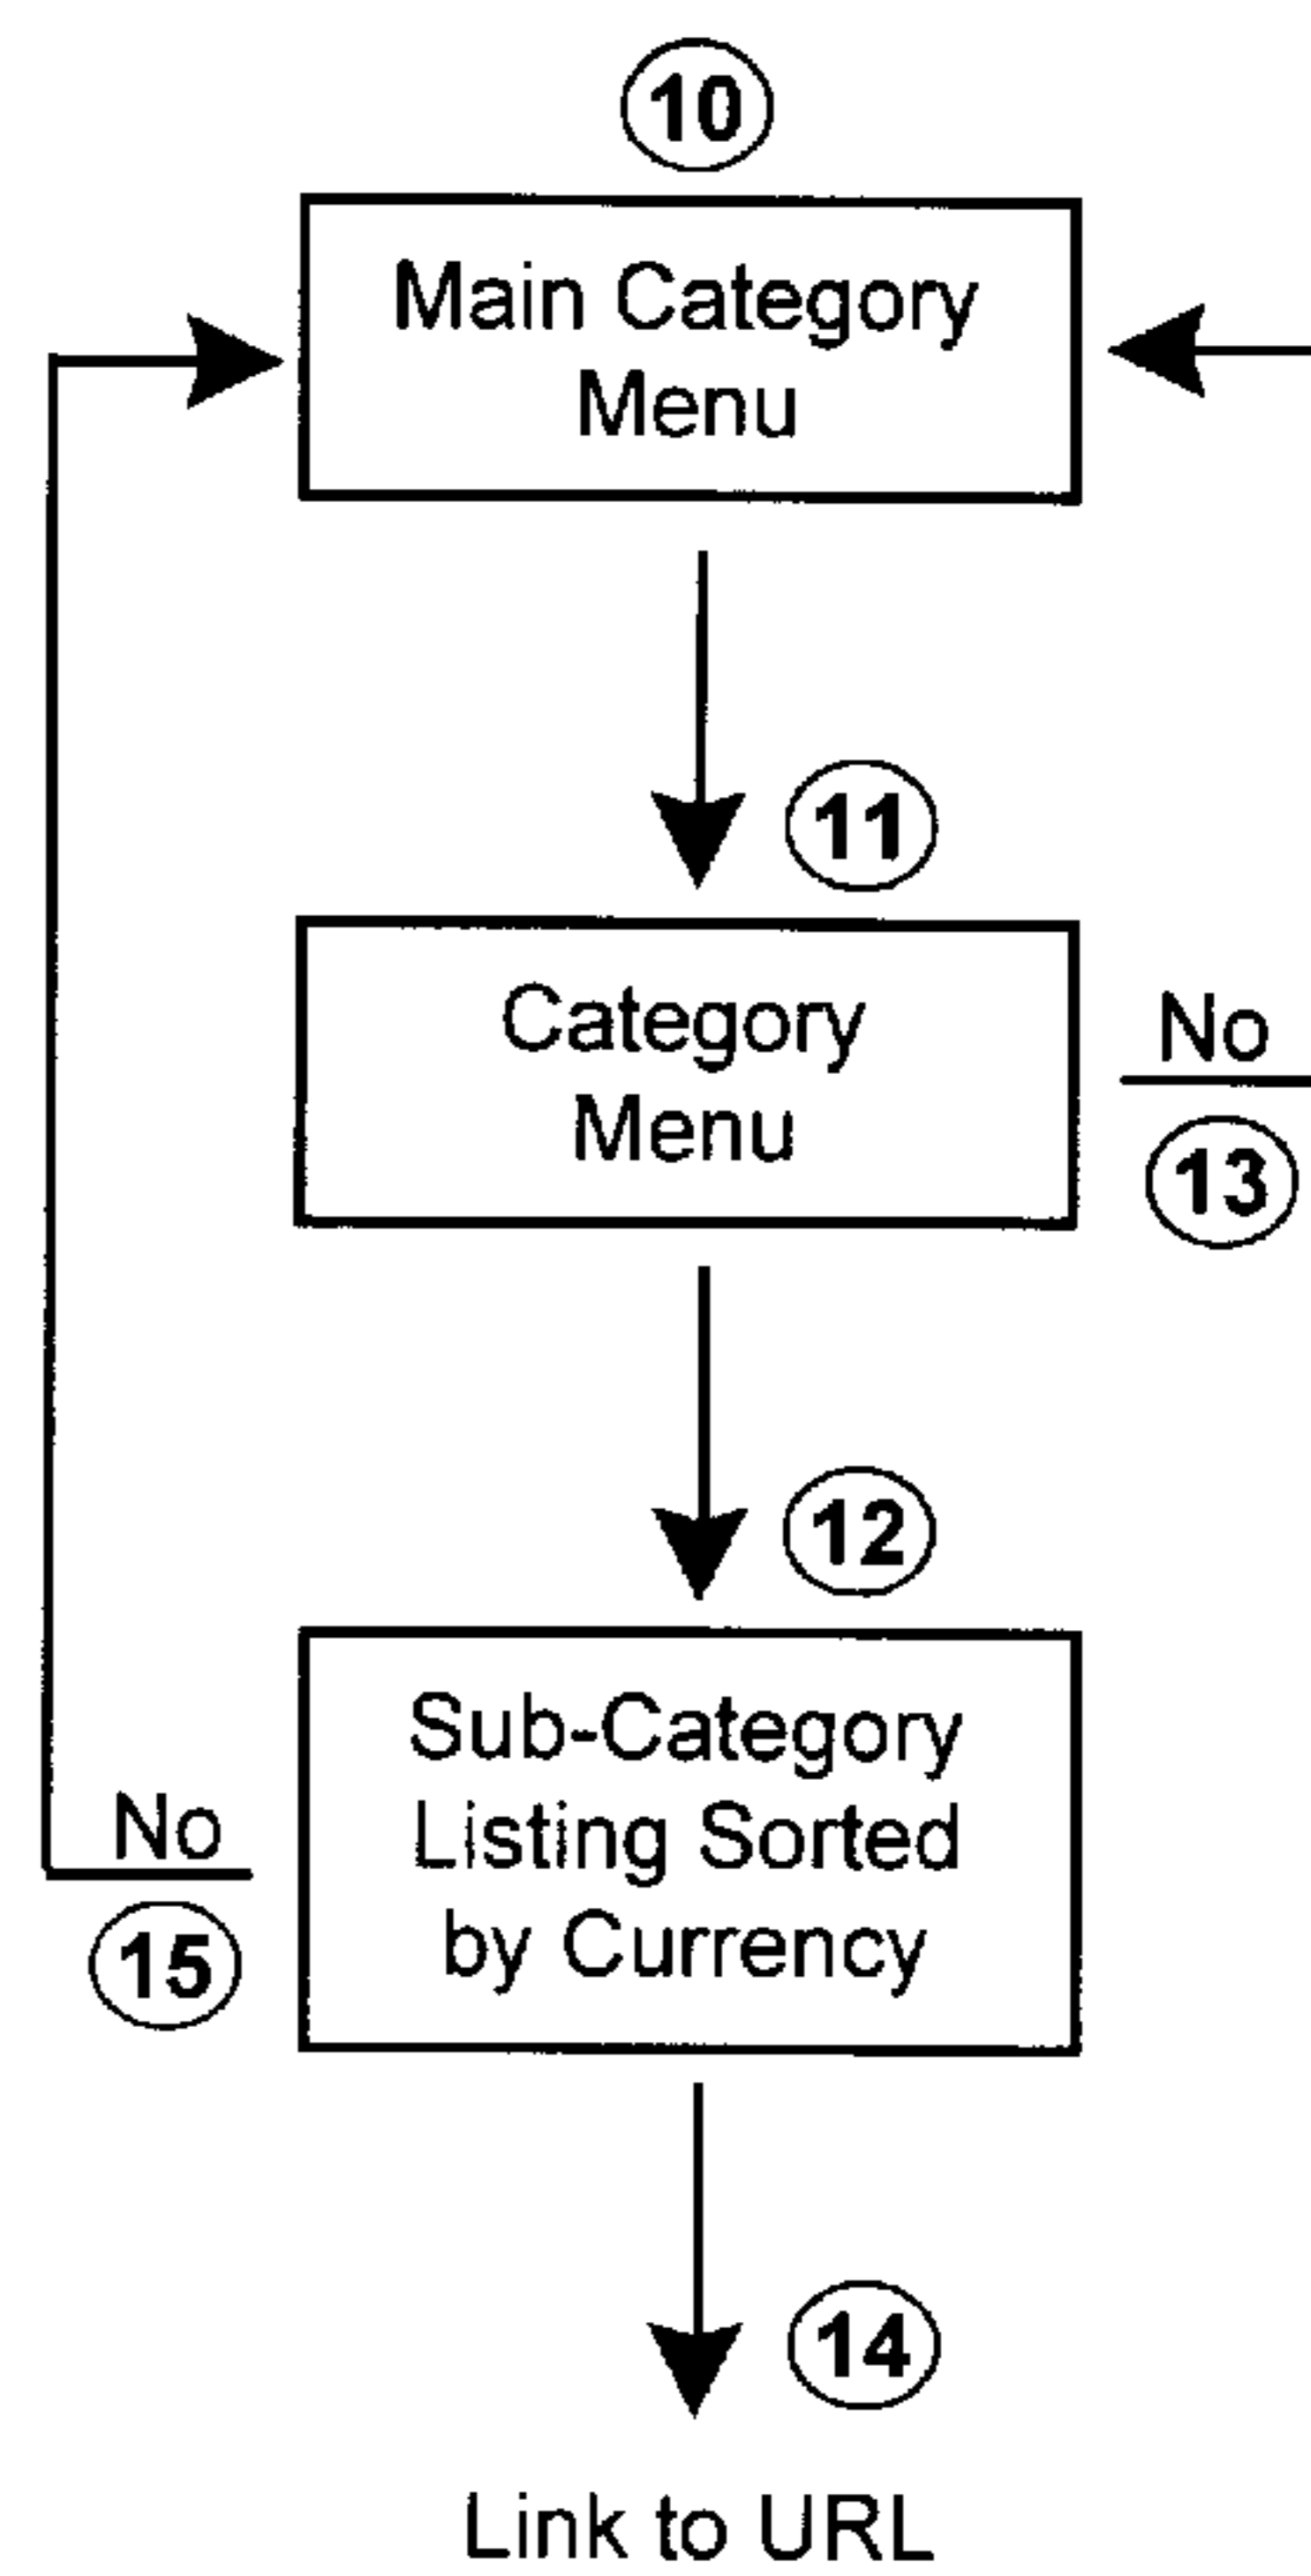 10
Main Category
Menu
11
Category
Menu
No
13
12
Sub-Category
Listing Sorted
by Currency
No
15
14
Link to URL